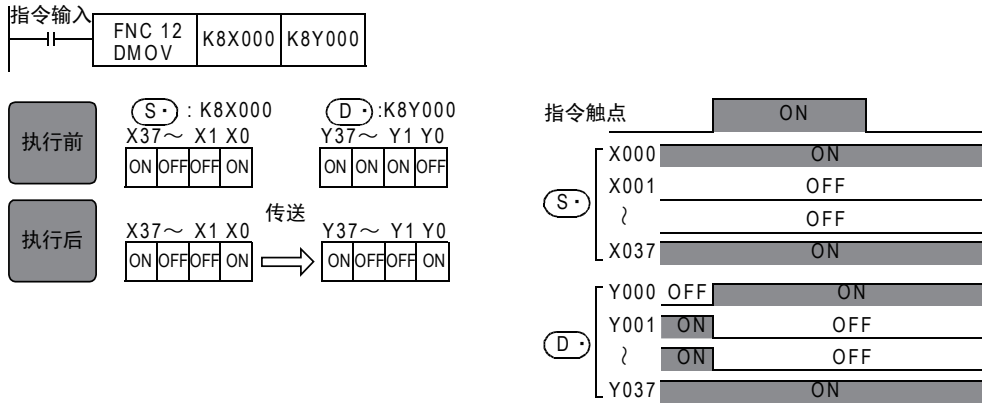 指令输入
FNC 12
DMOV
K8X000
K8Y000
执行前
S· : K8X000
X37～ X1 X0
ON OFF OFF ON
D· :K8Y000
Y37～ Y1 Y0
ON ON ON OFF
执行后
X37～ X1 X0
ON OFF OFF ON
传送
Y37～ Y1 Y0
ON OFF OFF ON
指令触点 ON
S·
X000 ON
X001 OFF
～ OFF
X037 ON
D·
Y000 OFF ON
Y001 ON OFF
～ ON OFF
Y037 ON